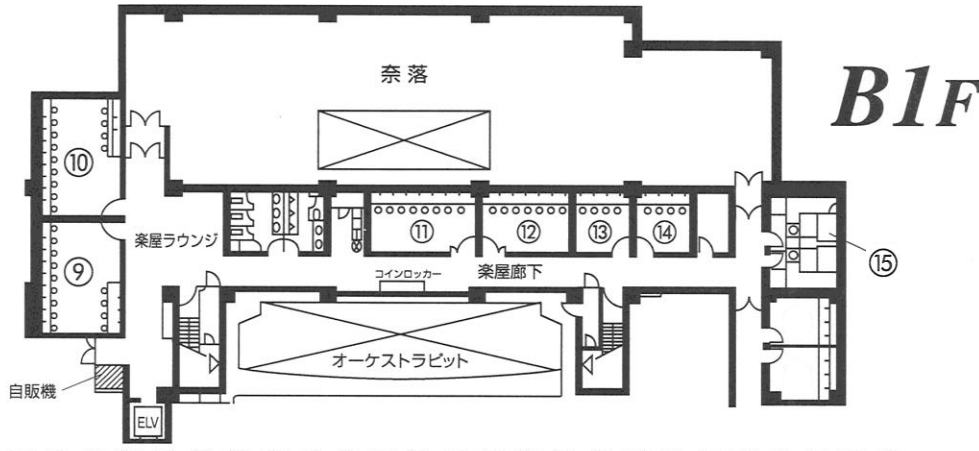 奈落
B1F
⑩
楽屋ラウンジ
⑪
⑫
⑬
⑭
⑨
コインロッカー
楽屋廊下
⑮
オーケストラピット
自販機
ELV